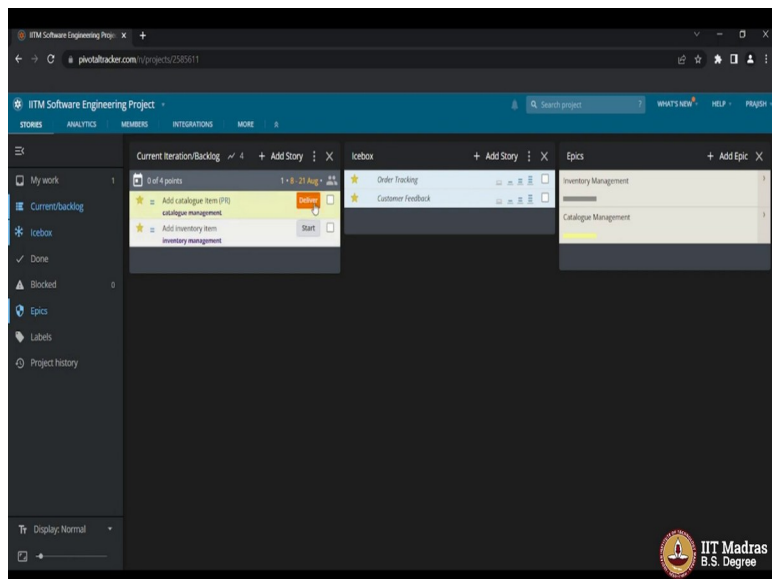 IITM Software Engineering Proje X +
pivotaltracker.com/n/projects/2585611
IITM Software Engineering Project
Search project ?
WHAT'S NEW HELP PRAJISH
STORIES ANALYTICS MEMBERS INTEGRATIONS MORE
My work 1
Current/backlog
Icebox
Done
Blocked 0
Epics
Labels
Project history
Tт Display: Normal
Current Iteration/Backlog 4 + Add Story
0 of 4 points 1 • 8 - 21 Aug
Add catalogue item (PR) Deliver
catalogue management
Add inventory item Start
inventory management
Icebox + Add Story
Order Tracking
Customer Feedback
Epics + Add Epic
Inventory Management
Catalogue Management
IIT Madras
B.S. Degree